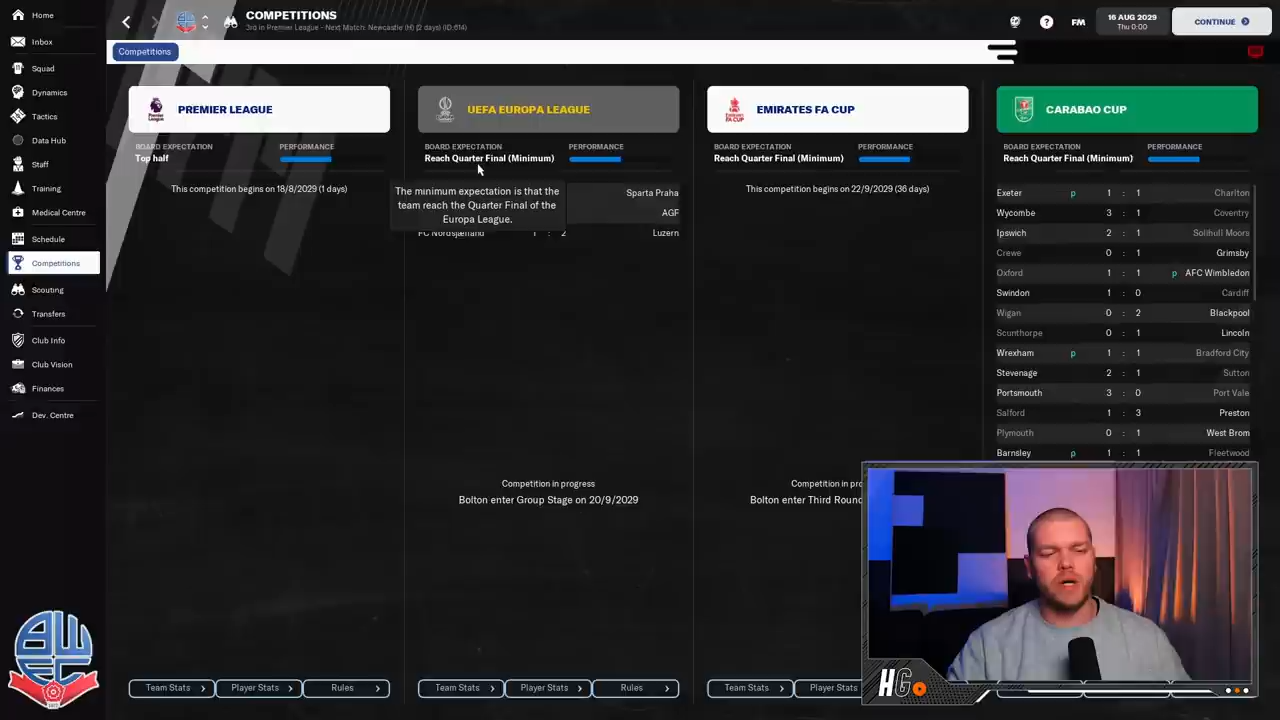 COMPETITIONS
3rd in Premier League - Next Match: Newcastle (H) (2 days) (ID:614)
FM
16 AUG 2029
Thu 0:00
CONTINUE
Home
Inbox
Squad
Dynamics
Tactics
Data Hub
Staff
Training
Medical Centre
Schedule
Competitions
Scouting
Transfers
Club Info
Club Vision
Finances
Dev. Centre
Competitions
Premier League
PREMIER LEAGUE
BOARD EXPECTATION
PERFORMANCE
Top half
This competition begins on 18/8/2029 (1 days)
Team Stats
Player Stats
Rules
UEFA EUROPA LEAGUE
BOARD EXPECTATION
PERFORMANCE
Reach Quarter Final (Minimum)
The minimum expectation is that the
team reach the Quarter Final of the
Europa League.
Sparta Praha
AGF
FC Nordsjælland 1 : 2 Luzern
Competition in progress
Bolton enter Group Stage on 20/9/2029
Team Stats
Player Stats
Rules
Emirates
FA CUP
EMIRATES FA CUP
BOARD EXPECTATION
PERFORMANCE
Reach Quarter Final (Minimum)
This competition begins on 22/9/2029 (36 days)
Competition in pro
Bolton enter Third Roun
Team Stats
Player Stats
CARABAO CUP
BOARD EXPECTATION
PERFORMANCE
Reach Quarter Final (Minimum)
Exeter p 1 : 1 Charlton
Wycombe 3 : 1 Coventry
Ipswich 2 : 1 Solihull Moors
Crewe 0 : 1 Grimsby
Oxford 1 : 1 p AFC Wimbledon
Swindon 1 : 0 Cardiff
Wigan 0 : 2 Blackpool
Scunthorpe 0 : 1 Lincoln
Wrexham p 1 : 1 Bradford City
Stevenage 2 : 1 Sutton
Portsmouth 3 : 0 Port Vale
Salford 1 : 3 Preston
Plymouth 0 : 1 West Brom
Barnsley p 1 : 1 Fleetwood
HG